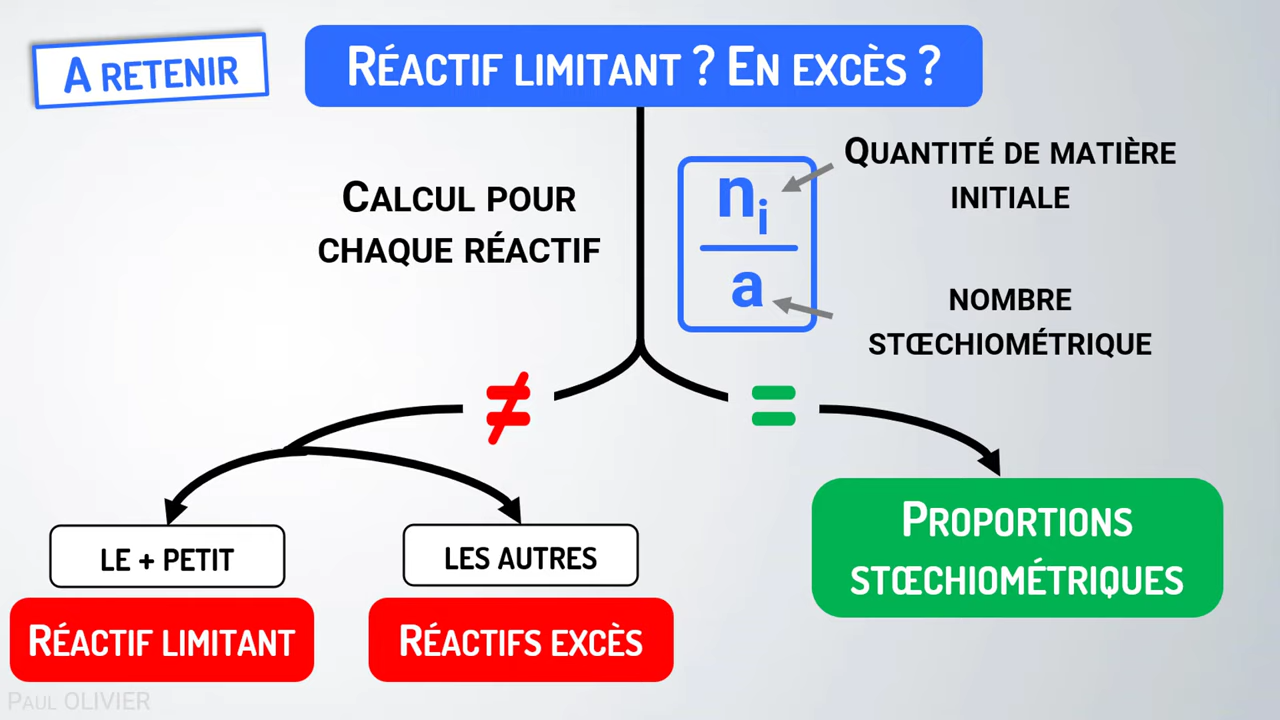 A RETENIR
RÉACTIF LIMITANT ? EN EXCÈS ?
CALCUL POUR
CHAQUE RÉACTIF
nᵢ
a
QUANTITÉ DE MATIÈRE
INITIALE
NOMBRE
STŒCHIOMÉTRIQUE
≠
=
LE + PETIT
LES AUTRES
RÉACTIF LIMITANT
RÉACTIFS EXCÈS
PROPORTIONS
STŒCHIOMÉTRIQUES
PAUL OLIVIER